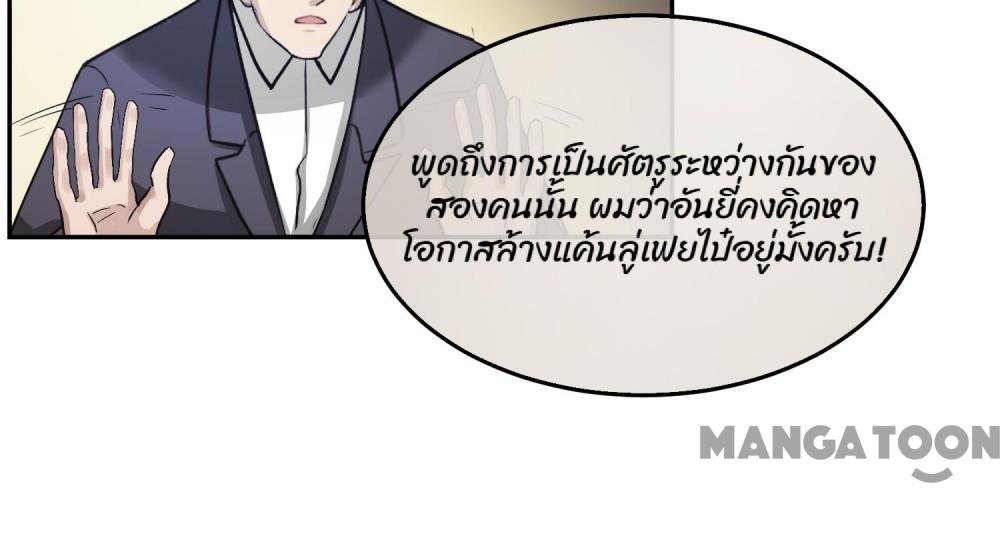 พูดถึงการเป็นศัตรูระหว่างกันของ
สองคนนั้น ผมว่าอันยี่คงคิดหา
โอกาสล้างแค้นลู่เฟยไป๋อยู่มั้งครับ!
MANGATOON